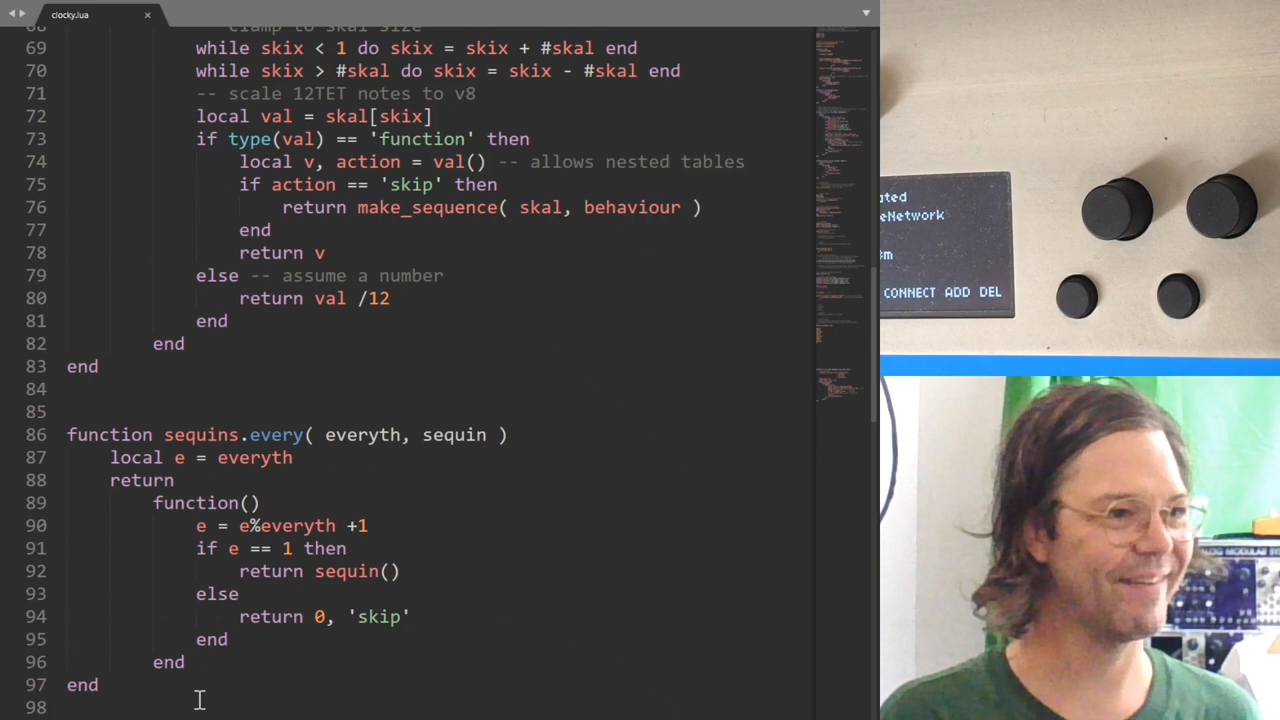 clocky.lua
68 -- clamp to skal size
69 while skix < 1 do skix = skix + #skal end
70 while skix > #skal do skix = skix - #skal end
71 -- scale 12TET notes to v8
72 local val = skal[skix]
73 if type(val) == 'function' then
74 local v, action = val() -- allows nested tables
75 if action == 'skip' then
76 return make_sequence( skal, behaviour )
77 end
78 return v
79 else -- assume a number
80 return val /12
81 end
82 end
83 end
84
85
86 function sequins.every( everyth, sequin )
87 local e = everyth
88 return
89 function()
90 e = e%everyth +1
91 if e == 1 then
92 return sequin()
93 else
94 return 0, 'skip'
95 end
96 end
97 end
98
ated
eNetwork
m
CONNECT ADD DEL